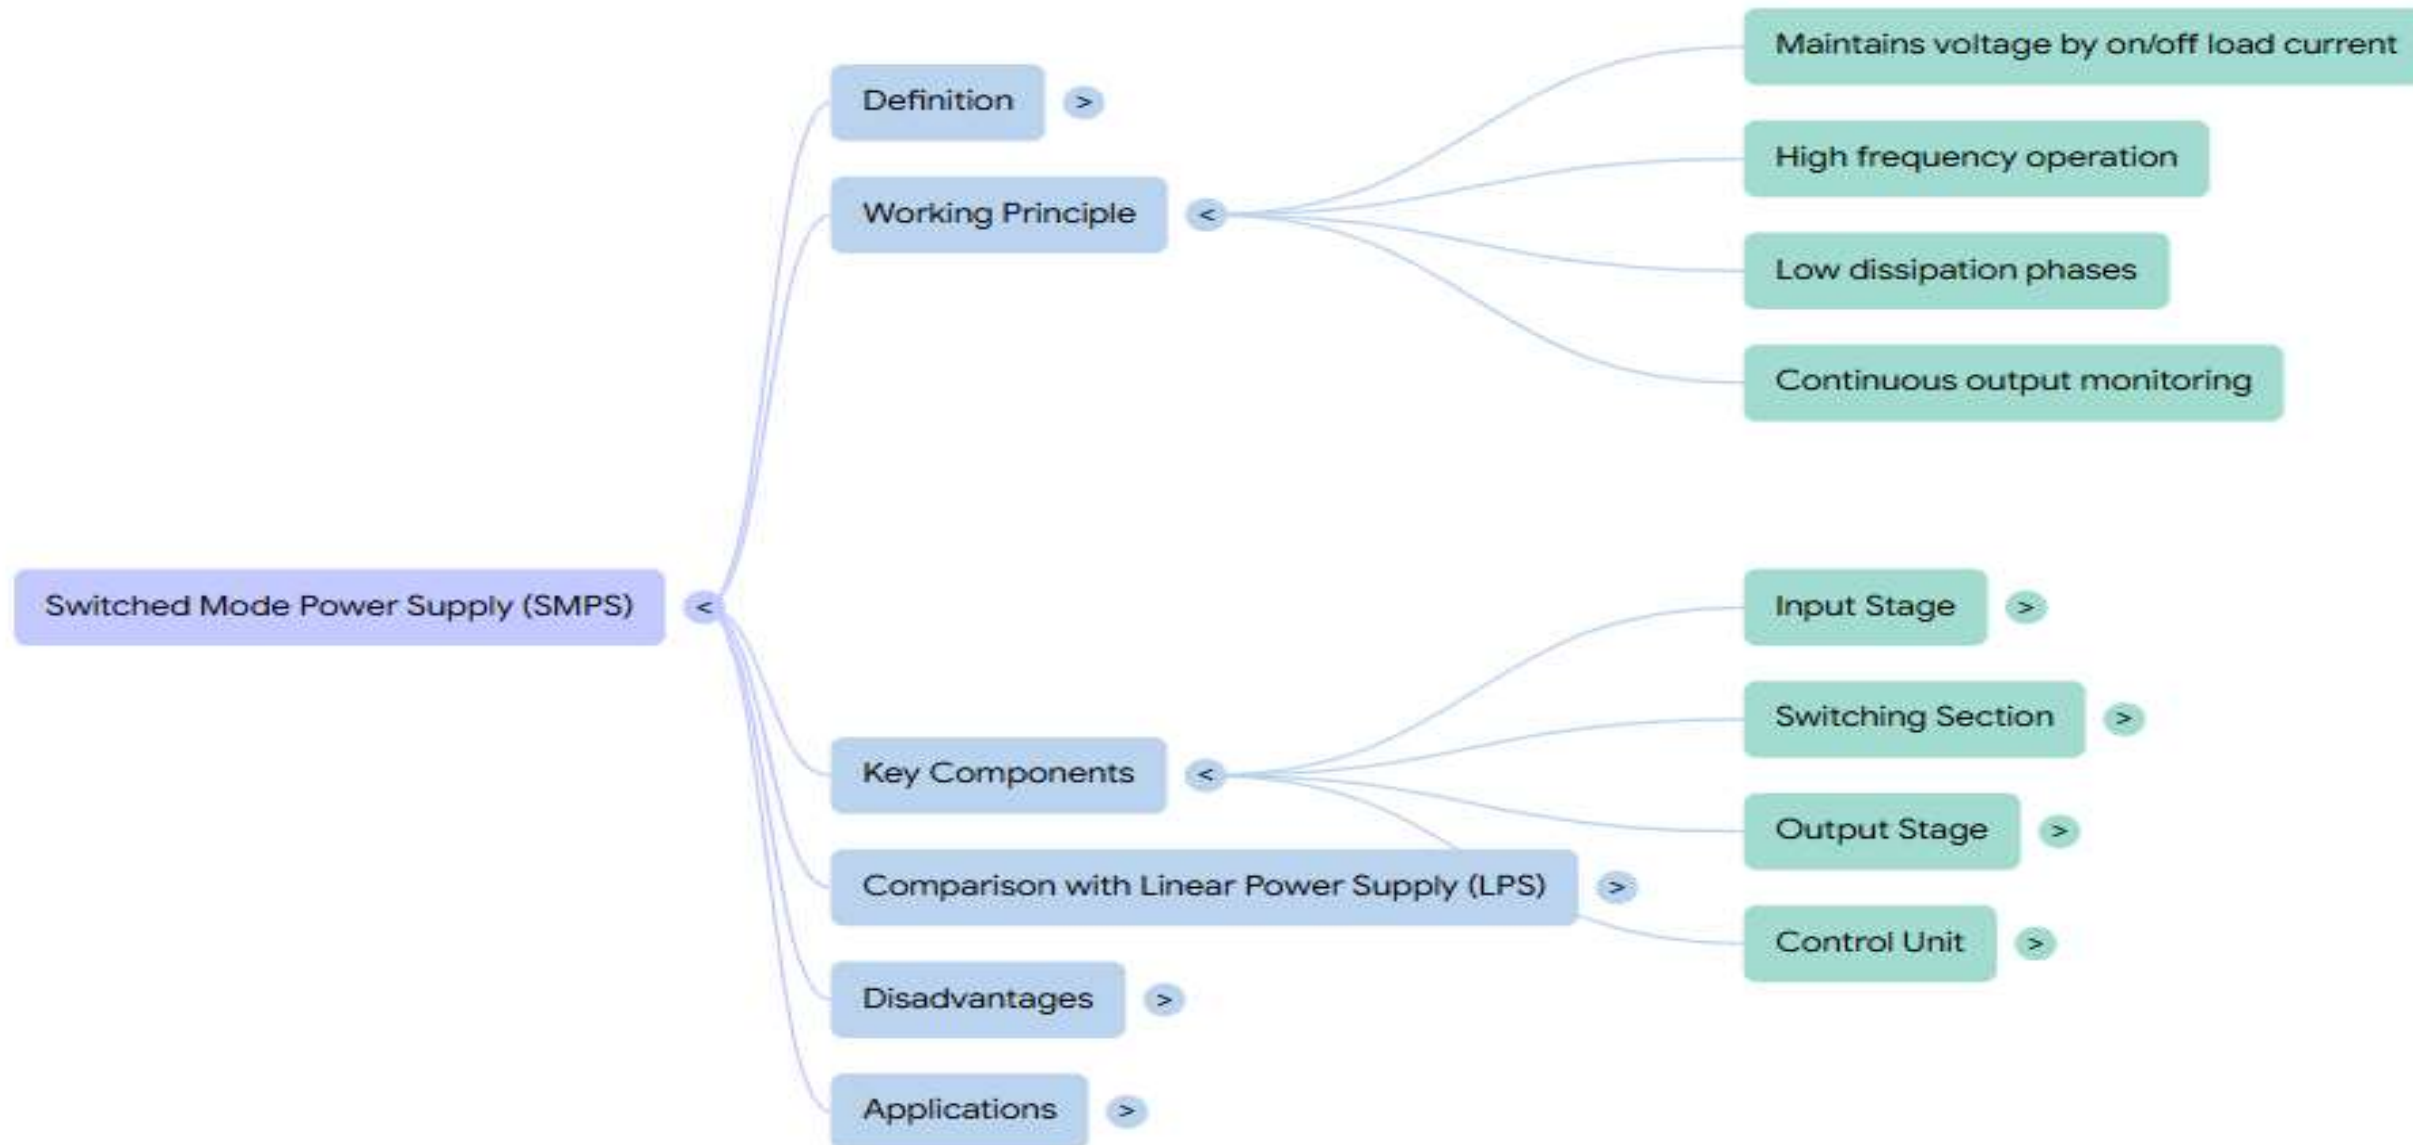 Switched Mode Power Supply (SMPS)
<
Definition
>
Working Principle
<
Maintains voltage by on/off load current
High frequency operation
Low dissipation phases
Continuous output monitoring
Key Components
<
Input Stage
>
Switching Section
>
Output Stage
>
Control Unit
>
Comparison with Linear Power Supply (LPS)
>
Disadvantages
>
Applications
>